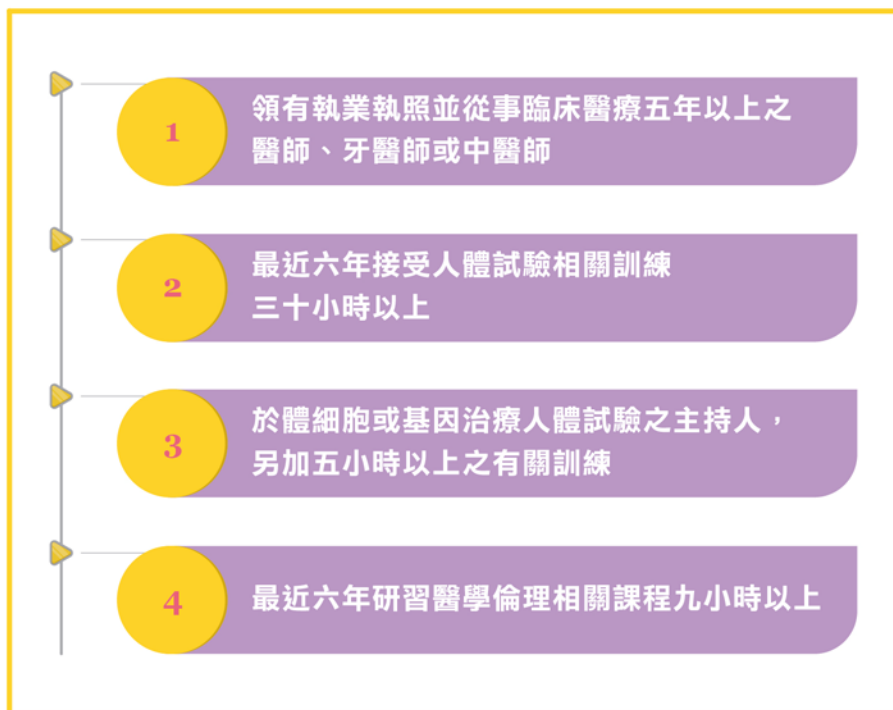 1
領有執業執照並從事臨床醫療五年以上之
醫師、牙醫師或中醫師
2
最近六年接受人體試驗相關訓練
三十小時以上
3
於體細胞或基因治療人體試驗之主持人，
另加五小時以上之有關訓練
4
最近六年研習醫學倫理相關課程九小時以上